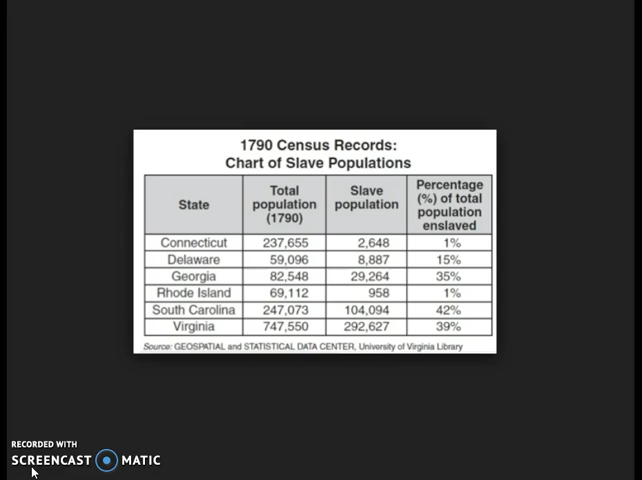 1790 Census Records:
Chart of Slave Populations
State Total population (1790) Slave population Percentage (%) of total population enslaved
Connecticut 237,655 2,648 1%
Delaware 59,096 8,887 15%
Georgia 82,548 29,264 35%
Rhode Island 69,112 958 1%
South Carolina 247,073 104,094 42%
Virginia 747,550 292,627 39%
Source: GEOSPATIAL and STATISTICAL DATA CENTER, University of Virginia Library
RECORDED WITH
SCREENCAST MATIC